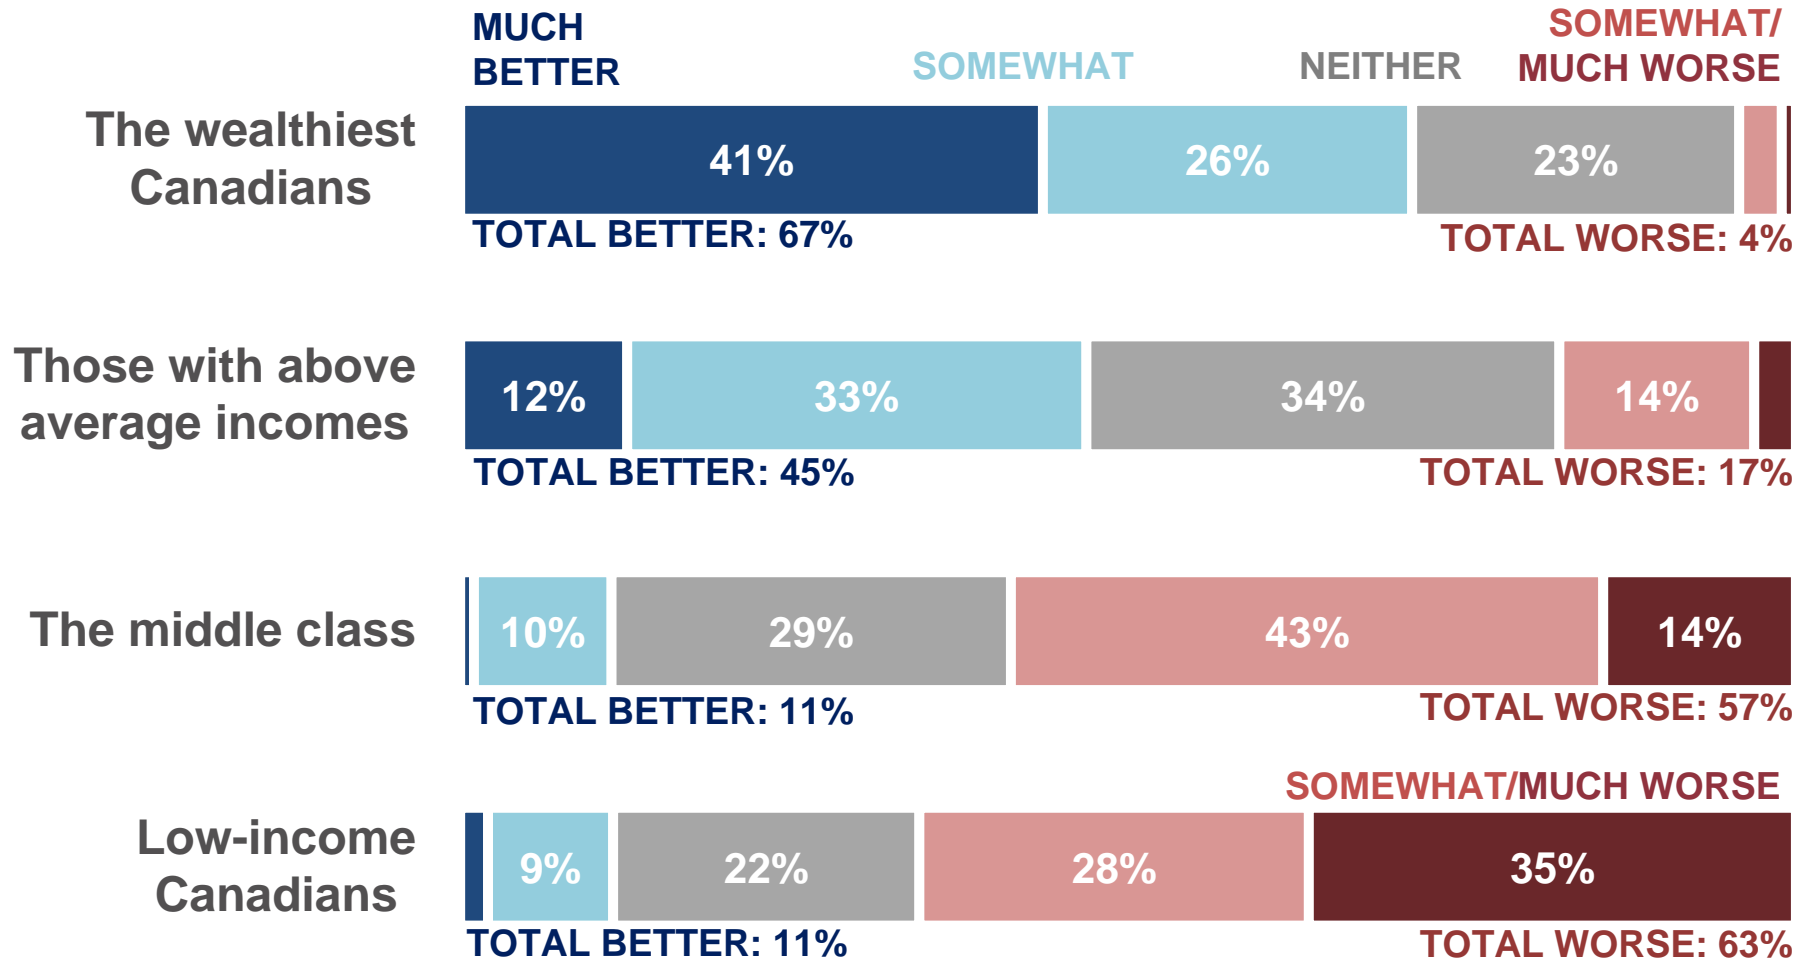 MUCH
BETTER
SOMEWHAT
NEITHER
SOMEWHAT/
MUCH WORSE
The wealthiest
Canadians
41%
26%
23%
TOTAL BETTER: 67%
TOTAL WORSE: 4%
Those with above
average incomes
12%
33%
34%
14%
TOTAL BETTER: 45%
TOTAL WORSE: 17%
The middle class
10%
29%
43%
14%
TOTAL BETTER: 11%
TOTAL WORSE: 57%
SOMEWHAT/MUCH WORSE
Low-income
Canadians
9%
22%
28%
35%
TOTAL BETTER: 11%
TOTAL WORSE: 63%